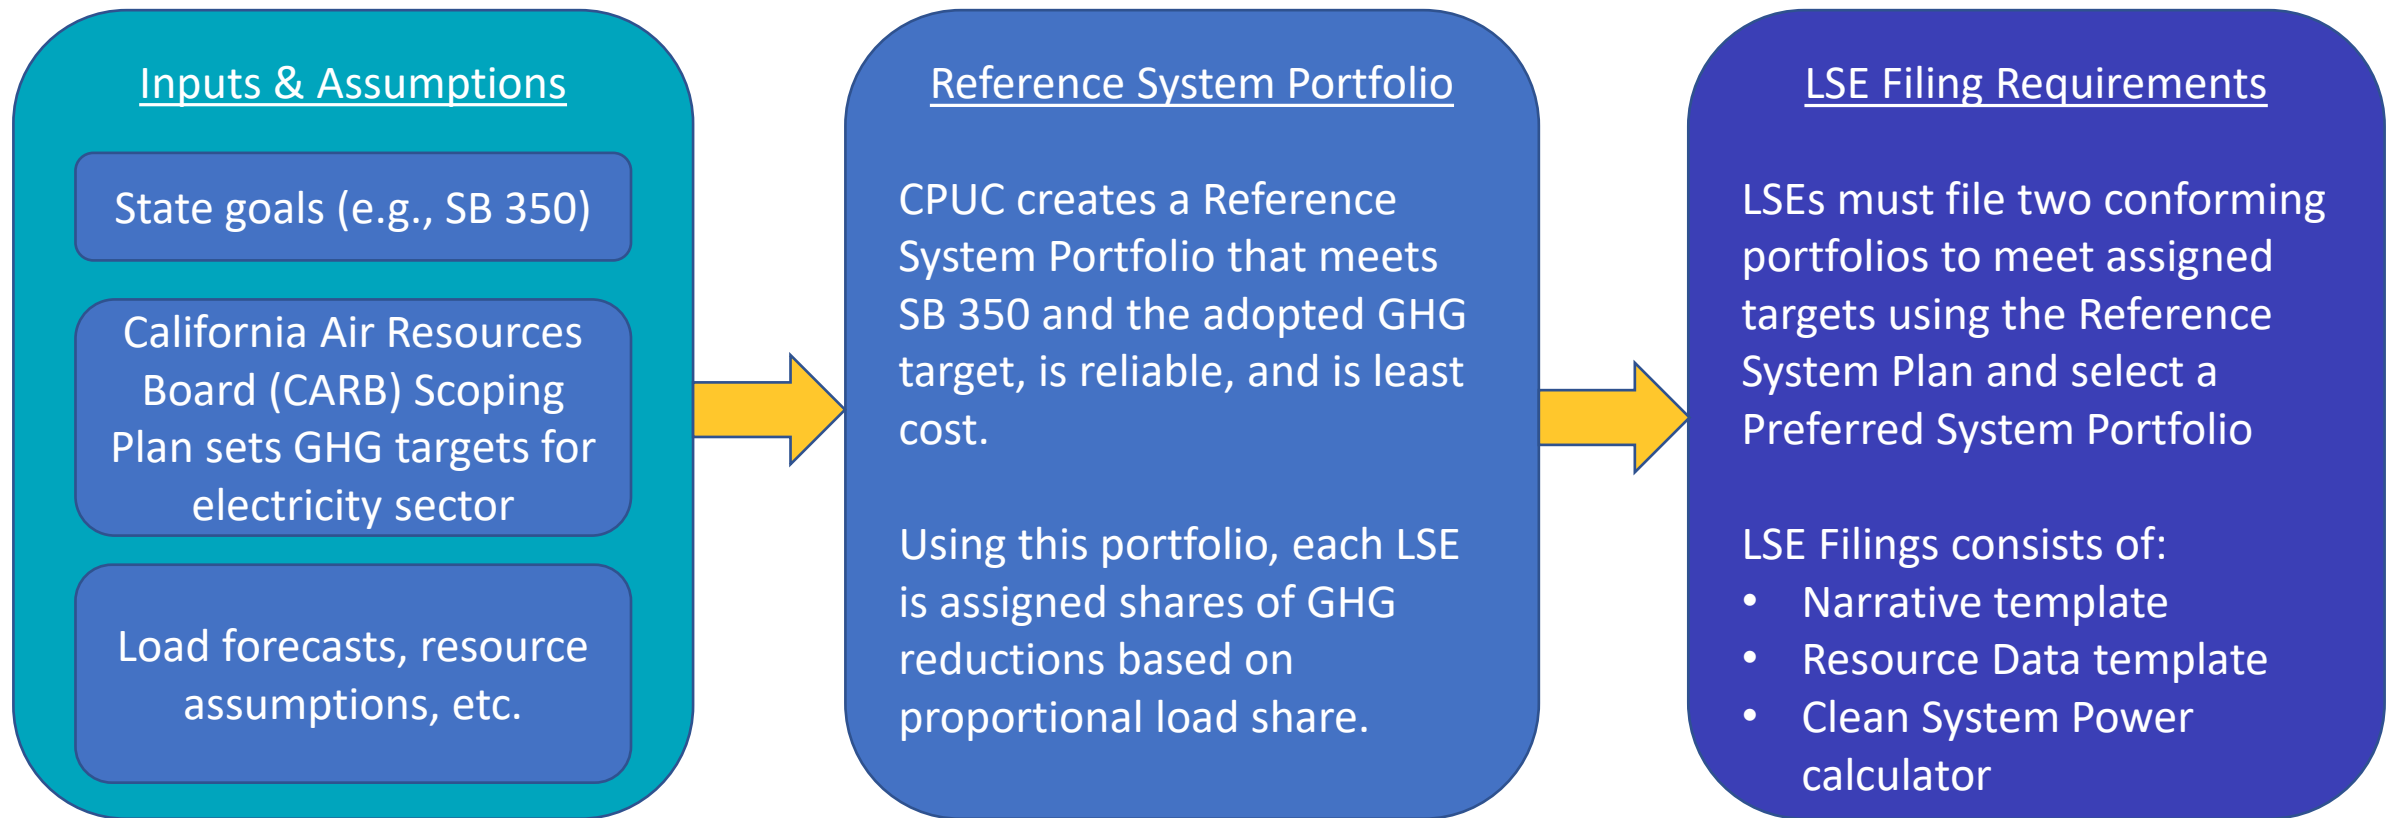 Inputs & Assumptions
State goals (e.g., SB 350)
California Air Resources
Board (CARB) Scoping
Plan sets GHG targets for
electricity sector
Load forecasts, resource
assumptions, etc.
Reference System Portfolio
CPUC creates a Reference
System Portfolio that meets
SB 350 and the adopted GHG
target, is reliable, and is least
cost.
Using this portfolio, each LSE
is assigned shares of GHG
reductions based on
proportional load share.
LSE Filing Requirements
LSEs must file two conforming
portfolios to meet assigned
targets using the Reference
System Plan and select a
Preferred System Portfolio
LSE Filings consists of:
• Narrative template
• Resource Data template
• Clean System Power
calculator